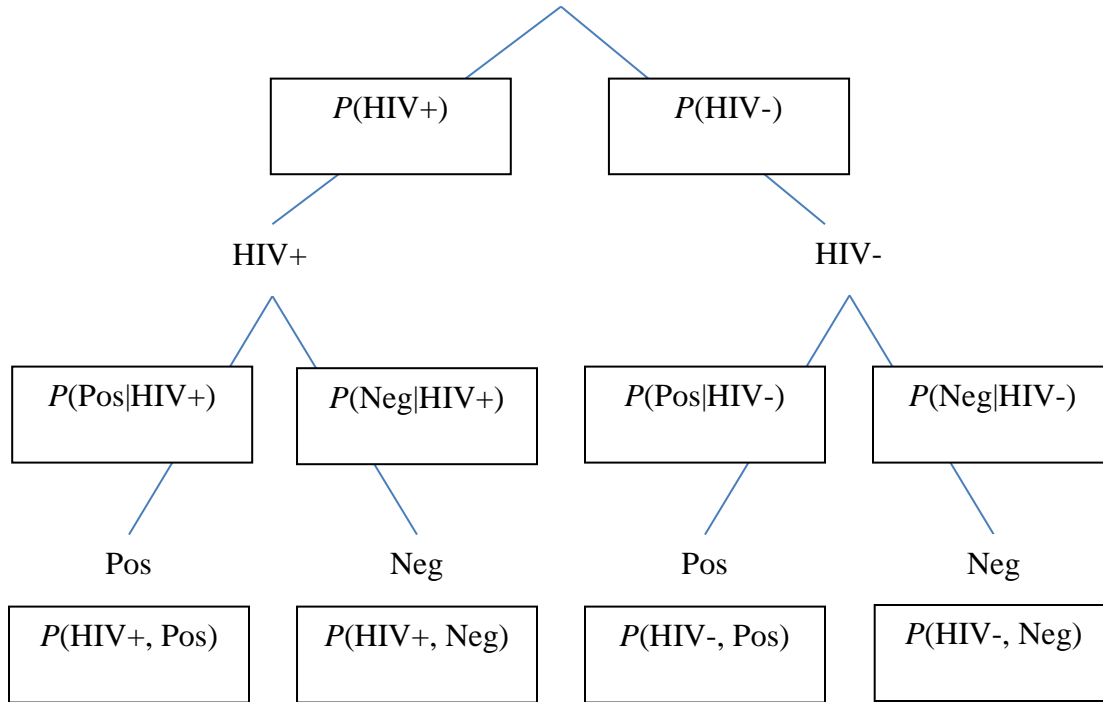 P(HIV+)
P(HIV-)
HIV+
HIV-
P(Pos|HIV+)
P(Neg|HIV+)
P(Pos|HIV-)
P(Neg|HIV-)
Pos
Neg
Pos
Neg
P(HIV+, Pos)
P(HIV+, Neg)
P(HIV-, Pos)
P(HIV-, Neg)